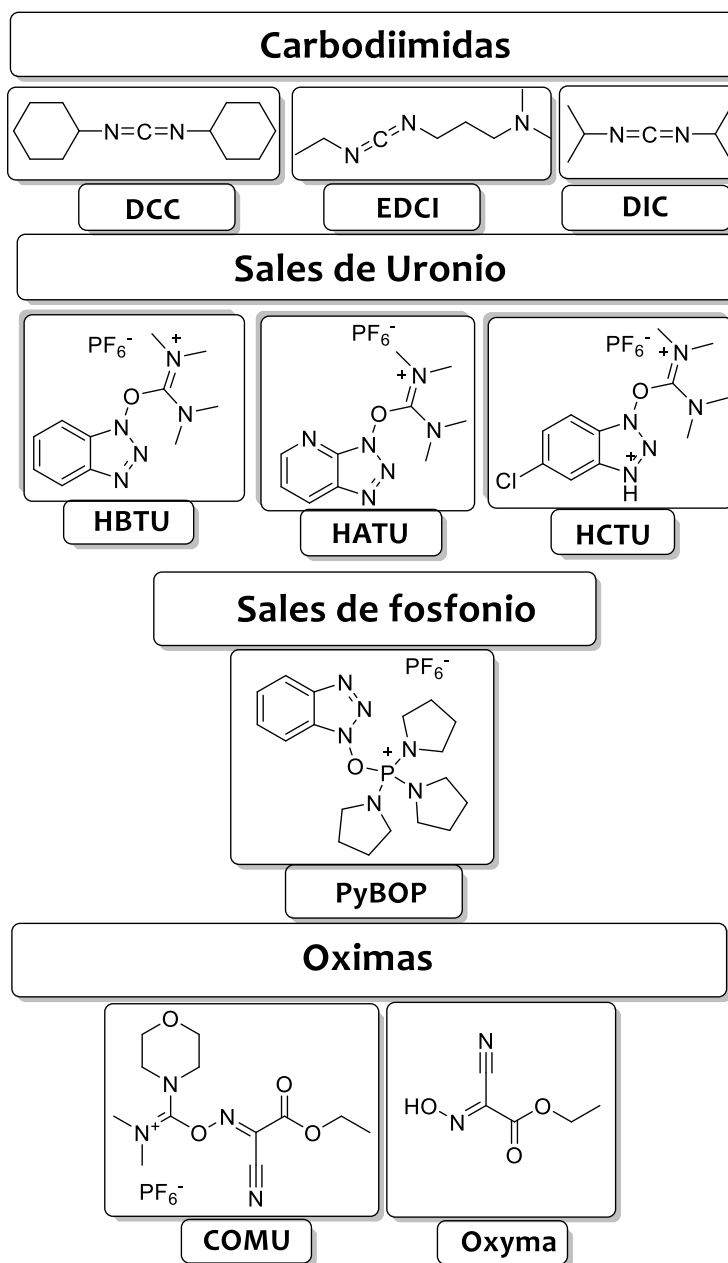 Carbodiimidas
N=C=N
N=C=N N
DCC
EDCI
N=C=N
DIC
Sales de Uronio
PF6-
N+
O
N
N
N
N
HBTU
PF6-
N+
O
N
N
N
N
N
HATU
PF6-
N+
O
N
N
N
N+
H
Cl
HCTU
Sales de fosfonio
PF6-
N
N
N
O
P+
N
N
N
PyBOP
Oximas
O
N
N+
O
N
O
O
N
PF6-
COMU
N
HO
N
O
O
Oxyma